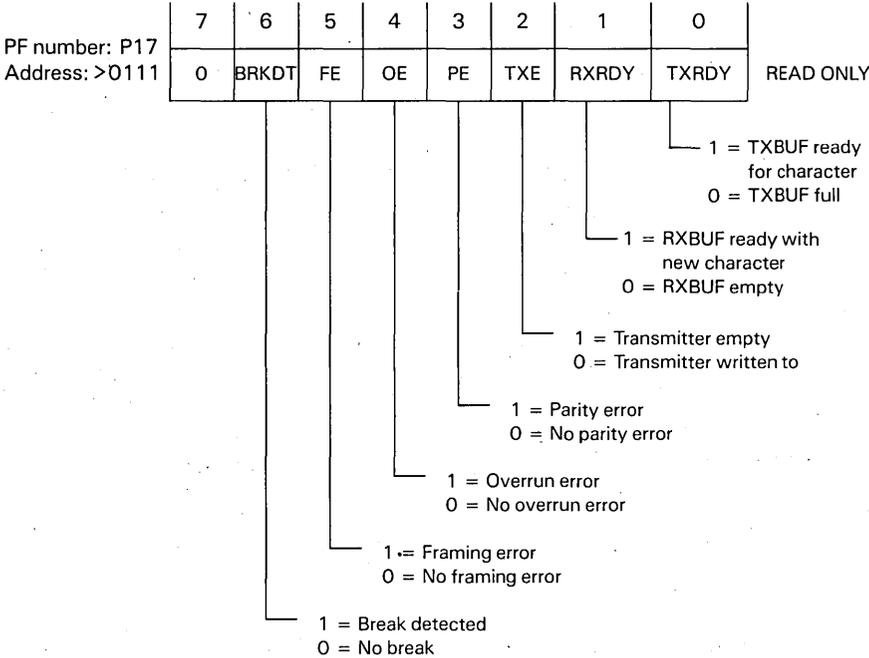 7 6 5 4 3 2 1 0
PF number: P17
Address: >0111 0 BRKDT FE OE PE TXE RXRDY TXRDY READ ONLY
1 = TXBUF ready
for character
0 = TXBUF full
1 = RXBUF ready with
new character
0 = RXBUF empty
1 = Transmitter empty
0 = Transmitter written to
1 = Parity error
0 = No parity error
1 = Overrun error
0 = No overrun error
1 = Framing error
0 = No framing error
1 = Break detected
0 = No break